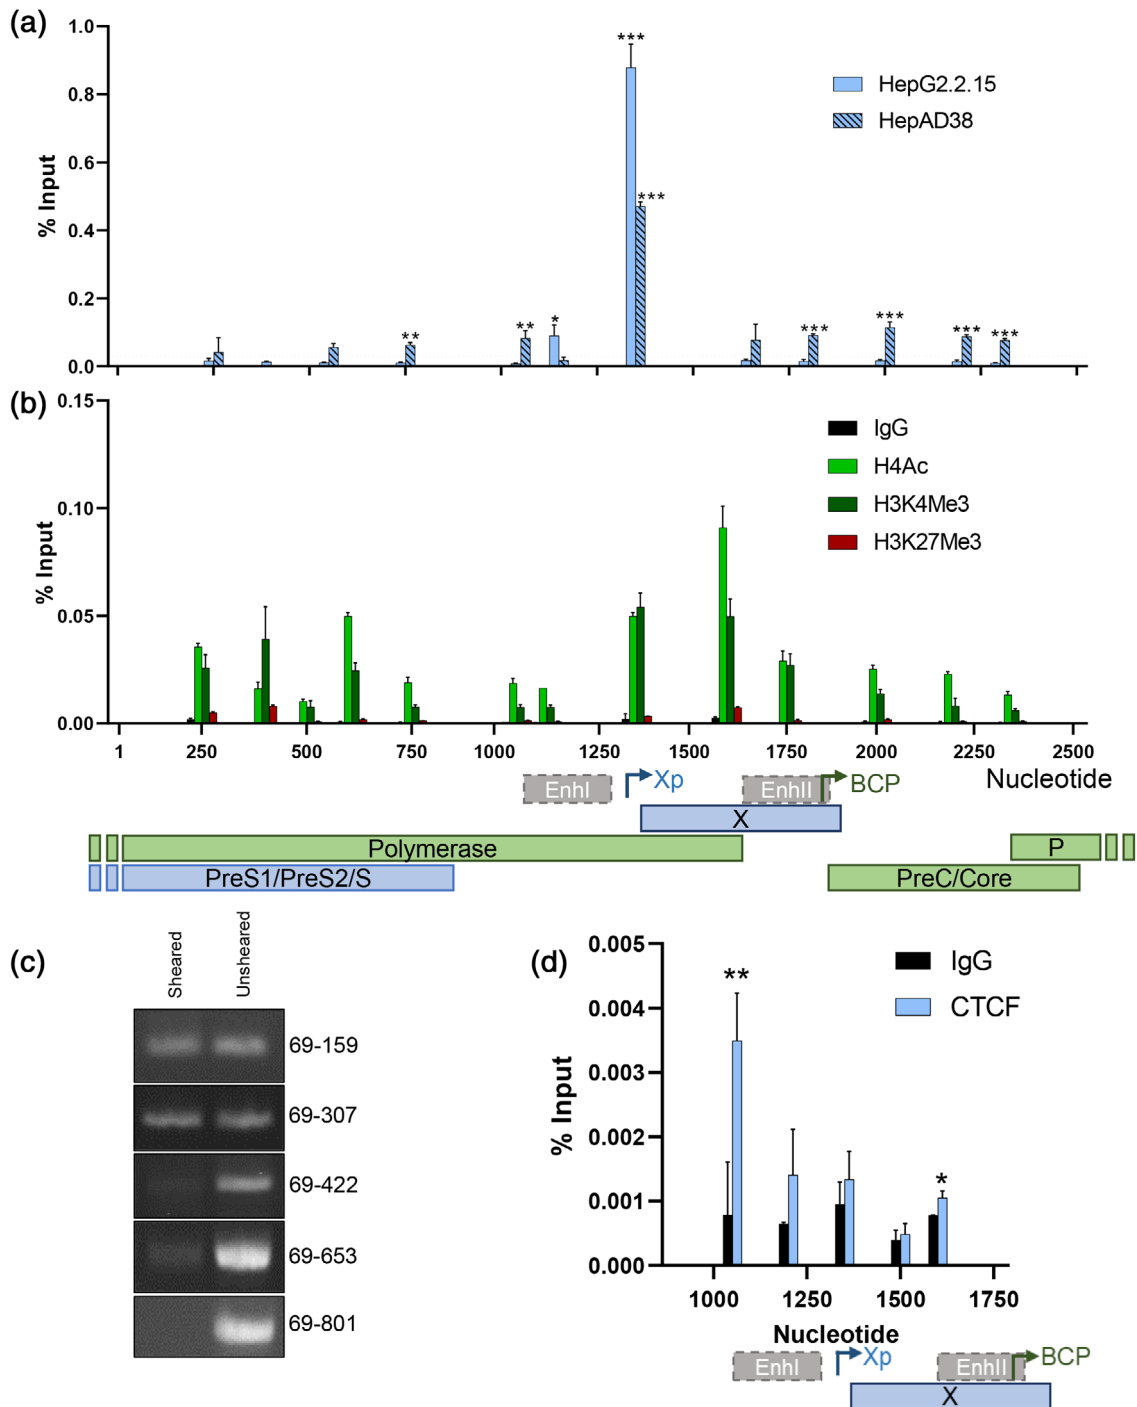 (a)
1.0
0.8
0.6
0.4
0.2
0.0
% Input
HepG2.2.15
HepAD38
**
**
*
***
***
***
***
***
***
(b)
0.15
0.10
0.05
0.00
% Input
IgG
H4Ac
H3K4Me3
H3K27Me3
1 250 500 750 1000 1250 1500 1750 2000 2250 2500
Nucleotide
EnhI Xp EnhII BCP
X
Polymerase P
PreS1/PreS2/S PreC/Core
(c)
Sheared
Unsheared
69-159
69-307
69-422
69-653
69-801
(d)
0.005
0.004
0.003
0.002
0.001
0.000
% Input
IgG
CTCF
**
*
1000 1250 1500 1750
Nucleotide
EnhI Xp EnhII BCP
X